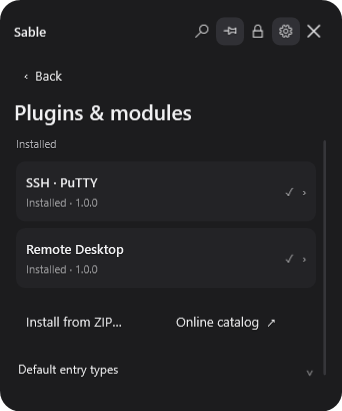 Sable
‹ Back
Plugins & modules
Installed
SSH · PuTTY
Installed · 1.0.0
Remote Desktop
Installed · 1.0.0
Install from ZIP... Online catalog ↗
Default entry types